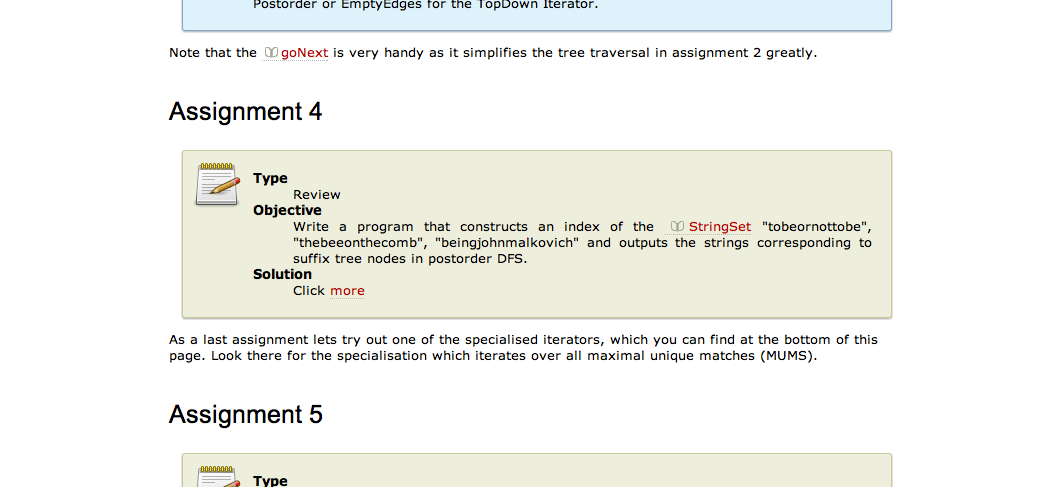 Postorder or EmptyEdges for the TopDown Iterator.
Note that the goNext is very handy as it simplifies the tree traversal in assignment 2 greatly.
Assignment 4
Type
Review
Objective
Write a program that constructs an index of the StringSet "tobeornottobe",
"thebeeonthecomb", "beingjohnmalkovich" and outputs the strings corresponding to
suffix tree nodes in postorder DFS.
Solution
Click more
As a last assignment lets try out one of the specialised iterators, which you can find at the bottom of this
page. Look there for the specialisation which iterates over all maximal unique matches (MUMS).
Assignment 5
Type